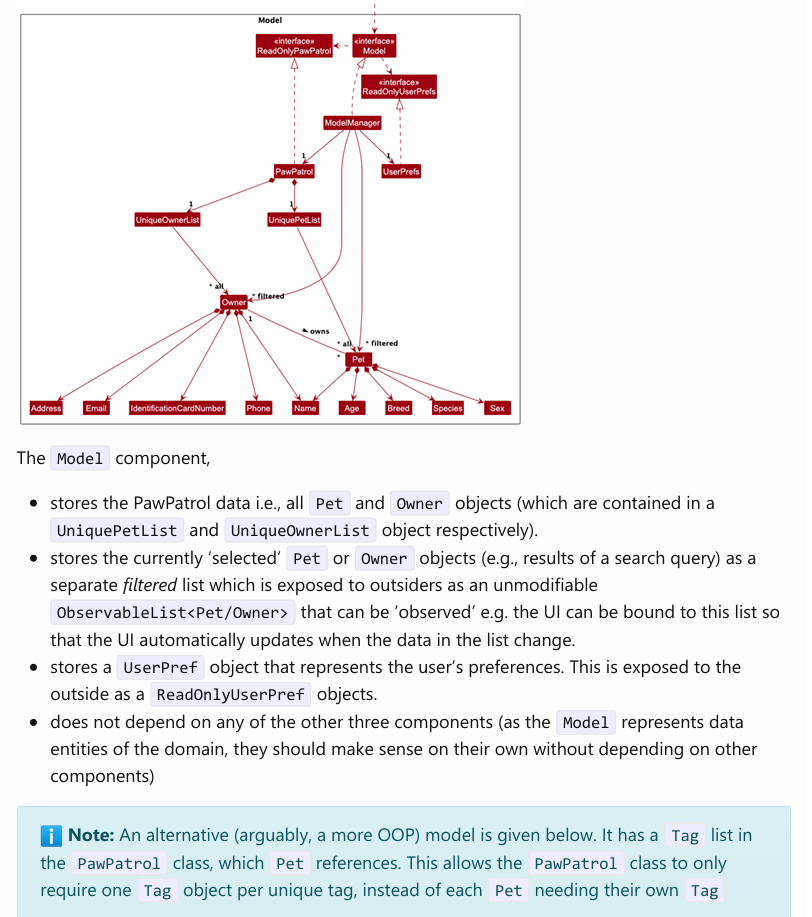 Model
«interface»
ReadOnlyPawPatrol
«interface»
Model
«interface»
ReadOnlyUserPrefs
ModelManager
1
1
PawPatrol
UserPrefs
1
1
UniqueOwnerList
UniquePetList
* all
* filtered
Owner
1
owns
* all
* filtered
*
Pet
Address
Email
IdentificationCardNumber
Phone
Name
Age
Breed
Species
Sex
The Model component,
• stores the PawPatrol data i.e., all Pet and Owner objects (which are contained in a
UniquePetList and UniqueOwnerList object respectively).
• stores the currently ‘selected’ Pet or Owner objects (e.g., results of a search query) as a
separate filtered list which is exposed to outsiders as an unmodifiable
ObservableList<Pet/Owner> that can be ‘observed’ e.g. the UI can be bound to this list so
that the UI automatically updates when the data in the list change.
• stores a UserPref object that represents the user’s preferences. This is exposed to the
outside as a ReadOnlyUserPref objects.
• does not depend on any of the other three components (as the Model represents data
entities of the domain, they should make sense on their own without depending on other
components)
Note: An alternative (arguably, a more OOP) model is given below. It has a Tag list in
the PawPatrol class, which Pet references. This allows the PawPatrol class to only
require one Tag object per unique tag, instead of each Pet needing their own Tag